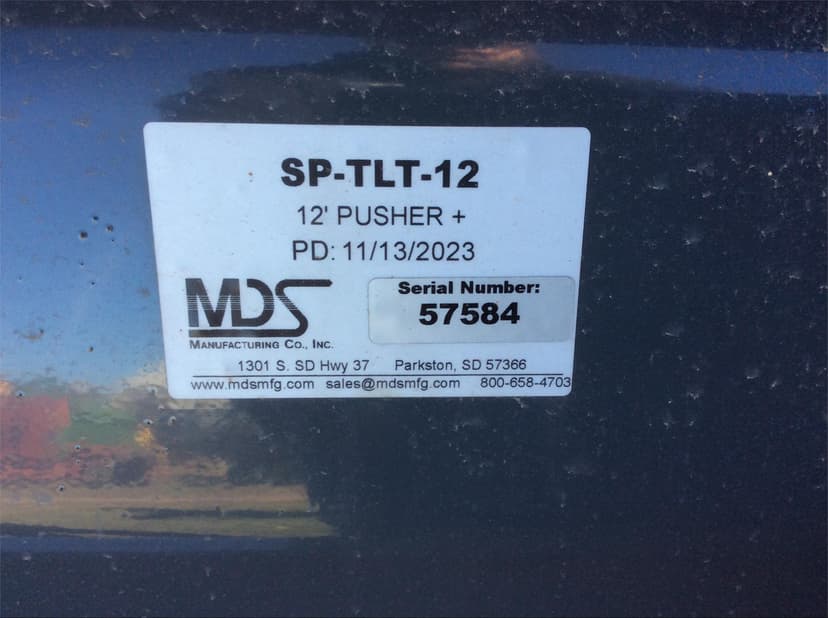 SP-TLT-12
12' PUSHER +
PD: 11/13/2023
MDS
MANUFACTURING CO., INC.
Serial Number:
57584
1301 S. SD Hwy 37 Parkston, SD 57366
www.mdsmfg.com sales@mdsmfg.com 800-658-4703